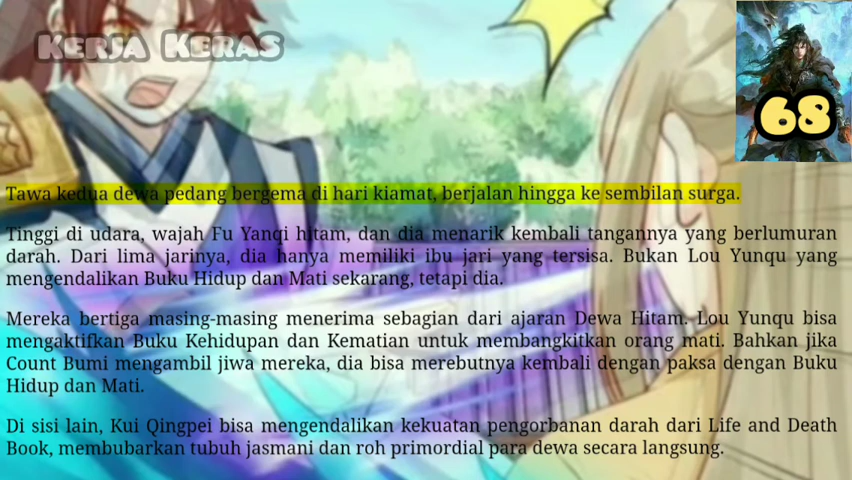 Kerja Keras
68
Tawa kedua dewa pedang bergema di hari kiamat, berjalan hingga ke sembilan surga.
Tinggi di udara, wajah Fu Yanqi hitam, dan dia menarik kembali tangannya yang berlumuran
darah. Dari lima jarinya, dia hanya memiliki ibu jari yang tersisa. Bukan Lou Yunqu yang
mengendalikan Buku Hidup dan Mati sekarang, tetapi dia.
Mereka bertiga masing-masing menerima sebagian dari ajaran Dewa Hitam. Lou Yunqu bisa
mengaktifkan Buku Kehidupan dan Kematian untuk membangkitkan orang mati. Bahkan jika
Count Bumi mengambil jiwa mereka, dia bisa merebutnya kembali dengan paksa dengan Buku
Hidup dan Mati.
Di sisi lain, Kui Qingpei bisa mengendalikan kekuatan pengorbanan darah dari Life and Death
Book, membubarkan tubuh jasmani dan roh primordial para dewa secara langsung.